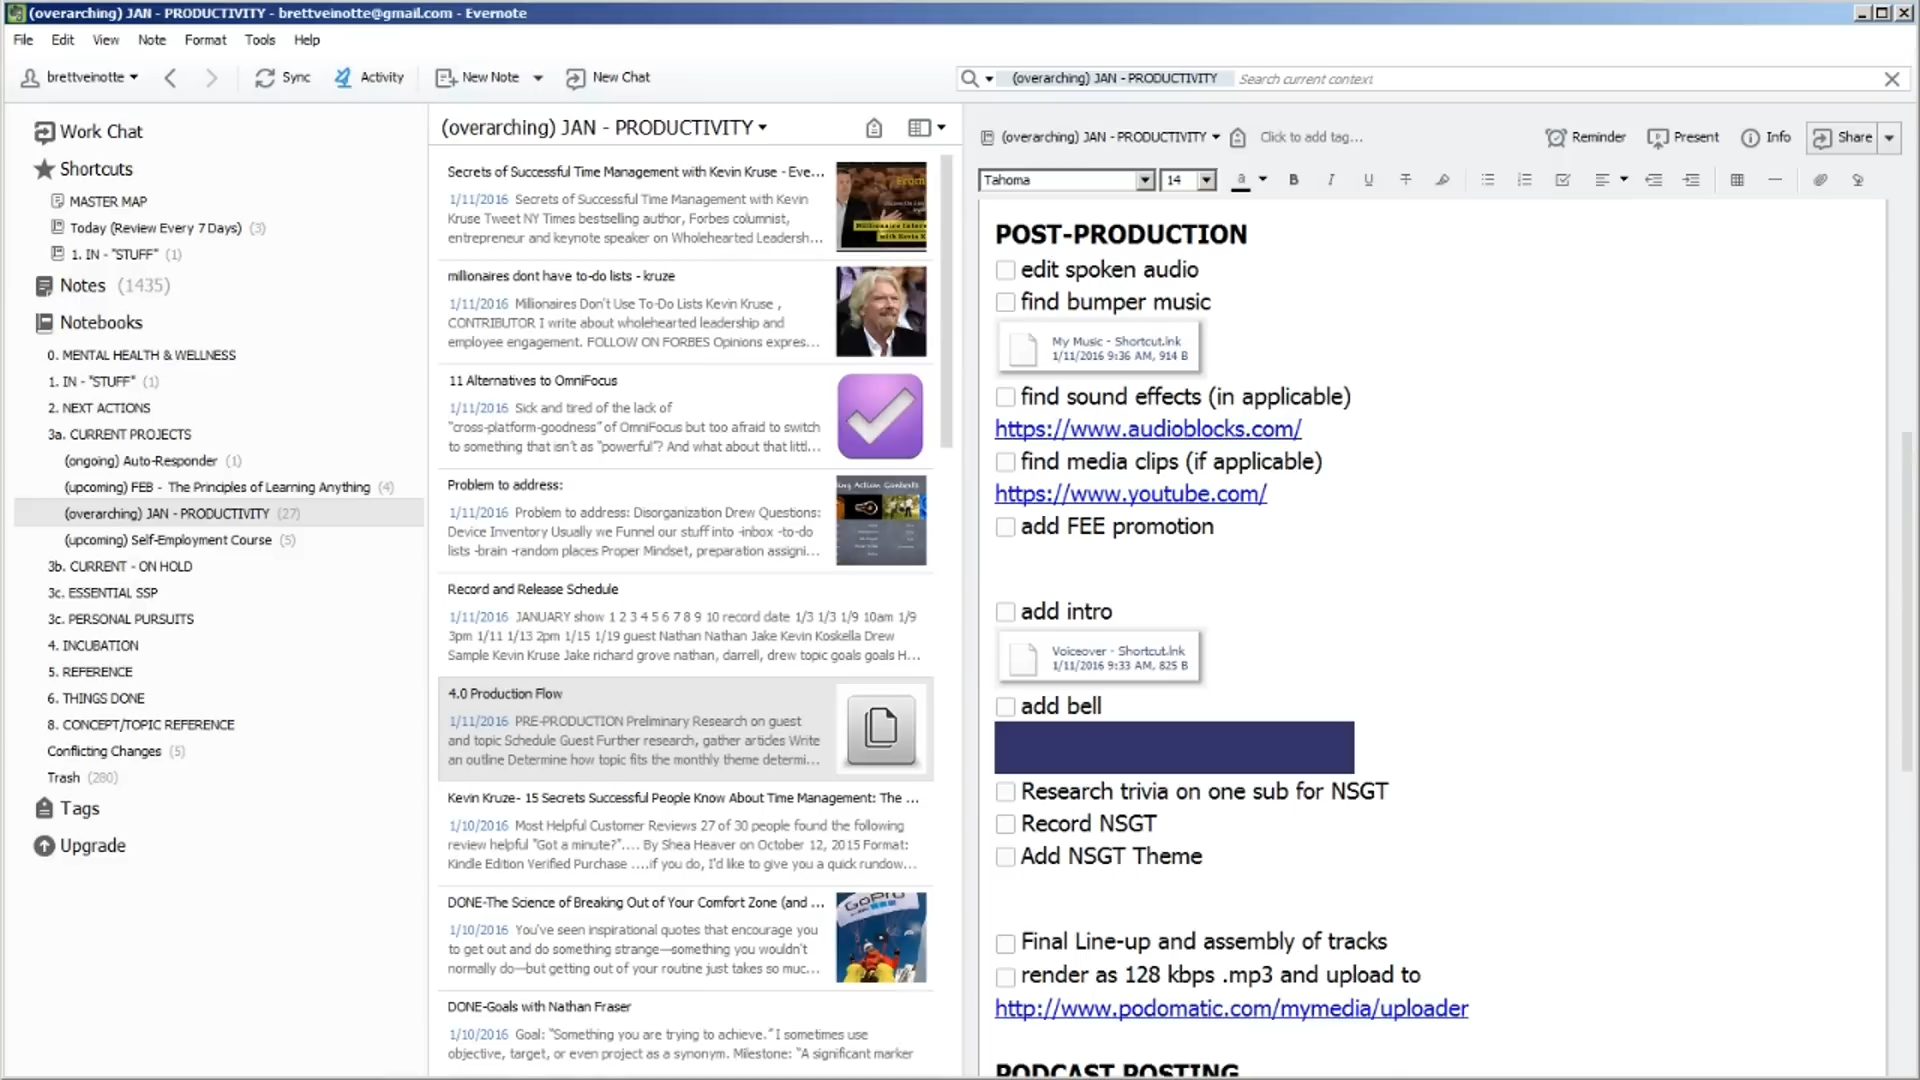 (overarching) JAN - PRODUCTIVITY - brettveinotte@gmail.com - Evernote
File Edit View Note Format Tools Help
brettveinotte Sync Activity New Note New Chat
(overarching) JAN - PRODUCTIVITY Search current context
Work Chat
Shortcuts
MASTER MAP
Today (Review Every 7 Days) (3)
1. IN - "STUFF" (1)
Notes (1435)
Notebooks
0. MENTAL HEALTH & WELLNESS
1. IN - "STUFF" (1)
2. NEXT ACTIONS
3a. CURRENT PROJECTS
(ongoing) Auto-Responder (1)
(upcoming) FEB - The Principles of Learning Anything (4)
(overarching) JAN - PRODUCTIVITY (27)
(upcoming) Self-Employment Course (5)
3b. CURRENT - ON HOLD
3c. ESSENTIAL SSP
3c. PERSONAL PURSUITS
4. INCUBATION
5. REFERENCE
6. THINGS DONE
8. CONCEPT/TOPIC REFERENCE
Conflicting Changes (5)
Trash (280)
Tags
Upgrade
(overarching) JAN - PRODUCTIVITY
Secrets of Successful Time Management with Kevin Kruse - Eve...
1/11/2016 Secrets of Successful Time Management with Kevin
Kruse Tweet NY Times bestselling author, Forbes columnist,
entrepreneur and keynote speaker on Wholehearted Leadersh...
millionaires dont have to-do lists - kruze
1/11/2016 Millionaires Don't Use To-Do Lists Kevin Kruse ,
CONTRIBUTOR I write about wholehearted leadership and
employee engagement. FOLLOW ON FORBES Opinions expres...
11 Alternatives to OmniFocus
1/11/2016 Sick and tired of the lack of
"cross-platform-goodness" of OmniFocus but too afraid to switch
to something that isn't as "powerful"? And what about that littl...
Problem to address:
1/11/2016 Problem to address: Disorganization Drew Questions:
Device Inventory Usually we Funnel our stuff into -inbox -to-do
lists -brain -random places Proper Mindset, preparation assigni...
Record and Release Schedule
1/11/2016 JANUARY show 1 2 3 4 5 6 7 8 9 10 record date 1/3 1/3 1/9 10am 1/9
3pm 1/11 1/13 2pm 1/15 1/19 guest Nathan Nathan Jake Kevin Koskella Drew
Sample Kevin Kruse Jake richard grove nathan, darrell, drew topic goals goals H...
4.0 Production Flow
1/11/2016 PRE-PRODUCTION Preliminary Research on guest
and topic Schedule Guest Further research, gather articles Write
an outline Determine how topic fits the monthly theme determi...
Kevin Kruze- 15 Secrets Successful People Know About Time Management: The ...
1/10/2016 Most Helpful Customer Reviews 27 of 30 people found the following
review helpful "Got a minute?".... By Shea Heaver on October 12, 2015 Format:
Kindle Edition Verified Purchase ....if you do, I'd like to give you a quick rundow...
DONE-The Science of Breaking Out of Your Comfort Zone (and ...
1/10/2016 You've seen inspirational quotes that encourage you
to get out and do something strange—something you wouldn't
normally do—but getting out of your routine just takes so muc...
GoPro
DONE-Goals with Nathan Fraser
1/10/2016 Goal: "Something you are trying to achieve." I sometimes use
objective, target, or even project as a synonym. Milestone: "A significant marker
(overarching) JAN - PRODUCTIVITY Click to add tag... Reminder Present Info Share
Tahoma 14 a B I U T
POST-PRODUCTION
edit spoken audio
find bumper music
My Music - Shortcut.lnk
1/11/2016 9:36 AM, 914 B
find sound effects (in applicable)
https://www.audioblocks.com/
find media clips (if applicable)
https://www.youtube.com/
add FEE promotion
add intro
Voiceover - Shortcut.lnk
1/11/2016 9:33 AM, 825 B
add bell
Research trivia on one sub for NSGT
Record NSGT
Add NSGT Theme
Final Line-up and assembly of tracks
render as 128 kbps .mp3 and upload to
http://www.podomatic.com/mymedia/uploader
PODCAST POSTING